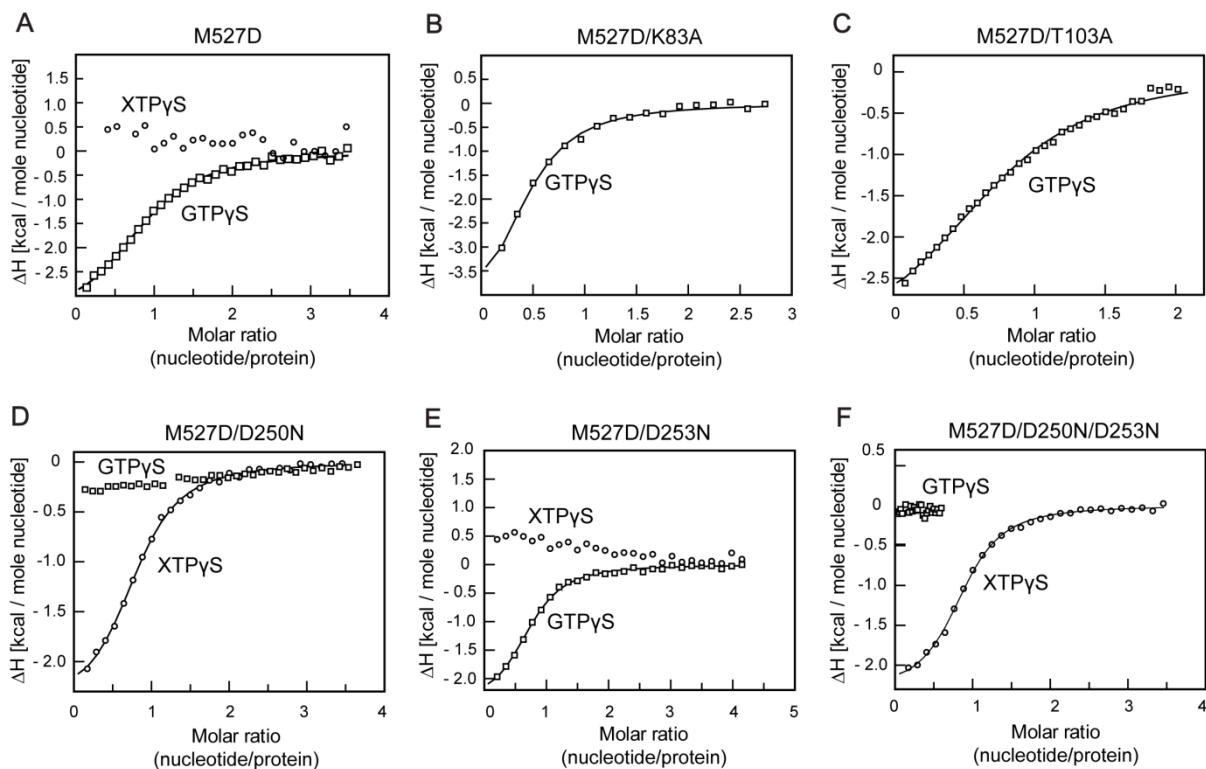 A
M527D
1.5
1.0
0.5
0
- 0.5
- 1.0
- 1.5
- 2.0
- 2.5
ΔH [kcal / mole nucleotide]
XTPγS
GTPγS
0
1
2
3
4
Molar ratio
(nucleotide/protein)
B
M527D/K83A
0.5
0
-0.5
-1.0
-1.5
-2.0
-2.5
-3.0
-3.5
ΔH [kcal / mole nucleotide]
GTPγS
0
0.5
1
1.5
2
2.5
3
Molar ratio
(nucleotide/protein)
C
M527D/T103A
0
-0.5
-1.0
-1.5
-2.0
-2.5
ΔH [kcal / mole nucleotide]
GTPγS
0
0.5
1
1.5
2
Molar ratio
(nucleotide/protein)
D
M527D/D250N
0
- 0.5
- 1.0
- 1.5
- 2.0
ΔH [kcal / mole nucleotide]
GTPγS
XTPγS
0
1
2
3
4
Molar ratio
(nucleotide/protein)
E
M527D/D253N
2.0
1.5
1.0
0.5
0
- 0.5
- 1.0
- 1.5
- 2.0
ΔH [kcal / mole nucleotide]
XTPγS
GTPγS
0
1
2
3
4
5
Molar ratio
(nucleotide/protein)
F
M527D/D250N/D253N
0.5
0
- 0.5
- 1.0
- 1.5
- 2.0
ΔH [kcal / mole nucleotide]
GTPγS
XTPγS
0
1
2
3
4
Molar ratio
(nucleotide/protein)